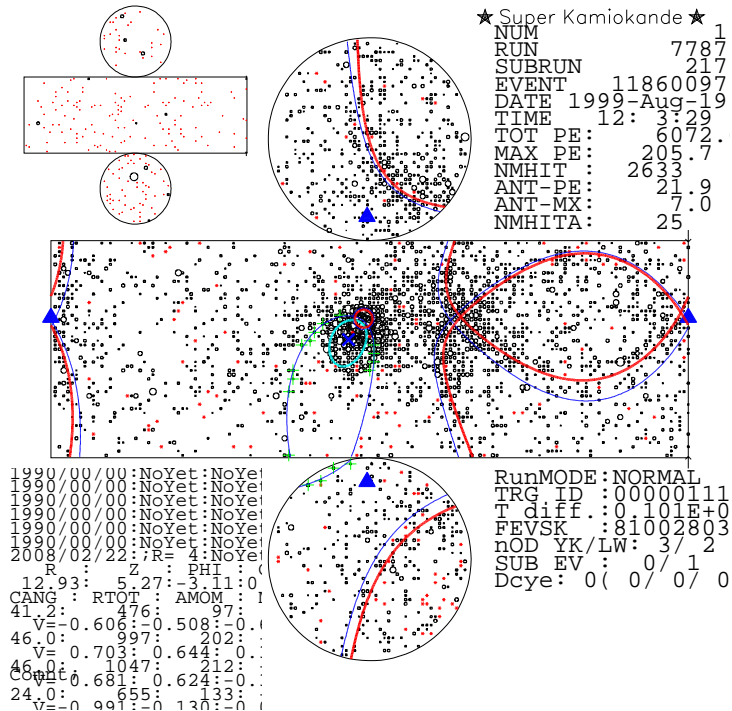 ★ Super Kamiokande ★
NUM 1
RUN 7787
SUBRUN 217
EVENT 11860097
DATE 1999-Aug-19
TIME 12: 3:29
TOT PE: 6072.
MAX PE: 205.7
NMHIT : 2633
ANT-PE: 21.9
ANT-MX: 7.0
NMHITA: 25
1990/00/00:NoYet:NoYe
1990/00/00:NoYet:NoYe
1990/00/00:NoYet:NoYe
1990/00/00:NoYet:NoYe
1990/00/00:NoYet:NoYe
1990/00/00:NoYet:NoYe
2008/02/22:;R= 4:NoYe
R : Z : PHI :
12.93: 5.27:-3.11:0
CANG : RTOT : AMOM :
41.2: 476: 97:
V=-0.606:-0.508:-0.
46.0: 997: 202:
V= 0.703: 0.644: 0.
46.0: 1047: 212:
Comnt;
V=-0.681: 0.624:-0.
24.0: 655: 133:
V=-0.991:-0.130:-0.
RunMODE:NORMAL
TRG ID :00000111
T diff.:0.101E+0
FEVSK :81002803
nOD YK/LW: 3/ 2
SUB EV : 0/ 1
Dcye: 0( 0/ 0/ 0